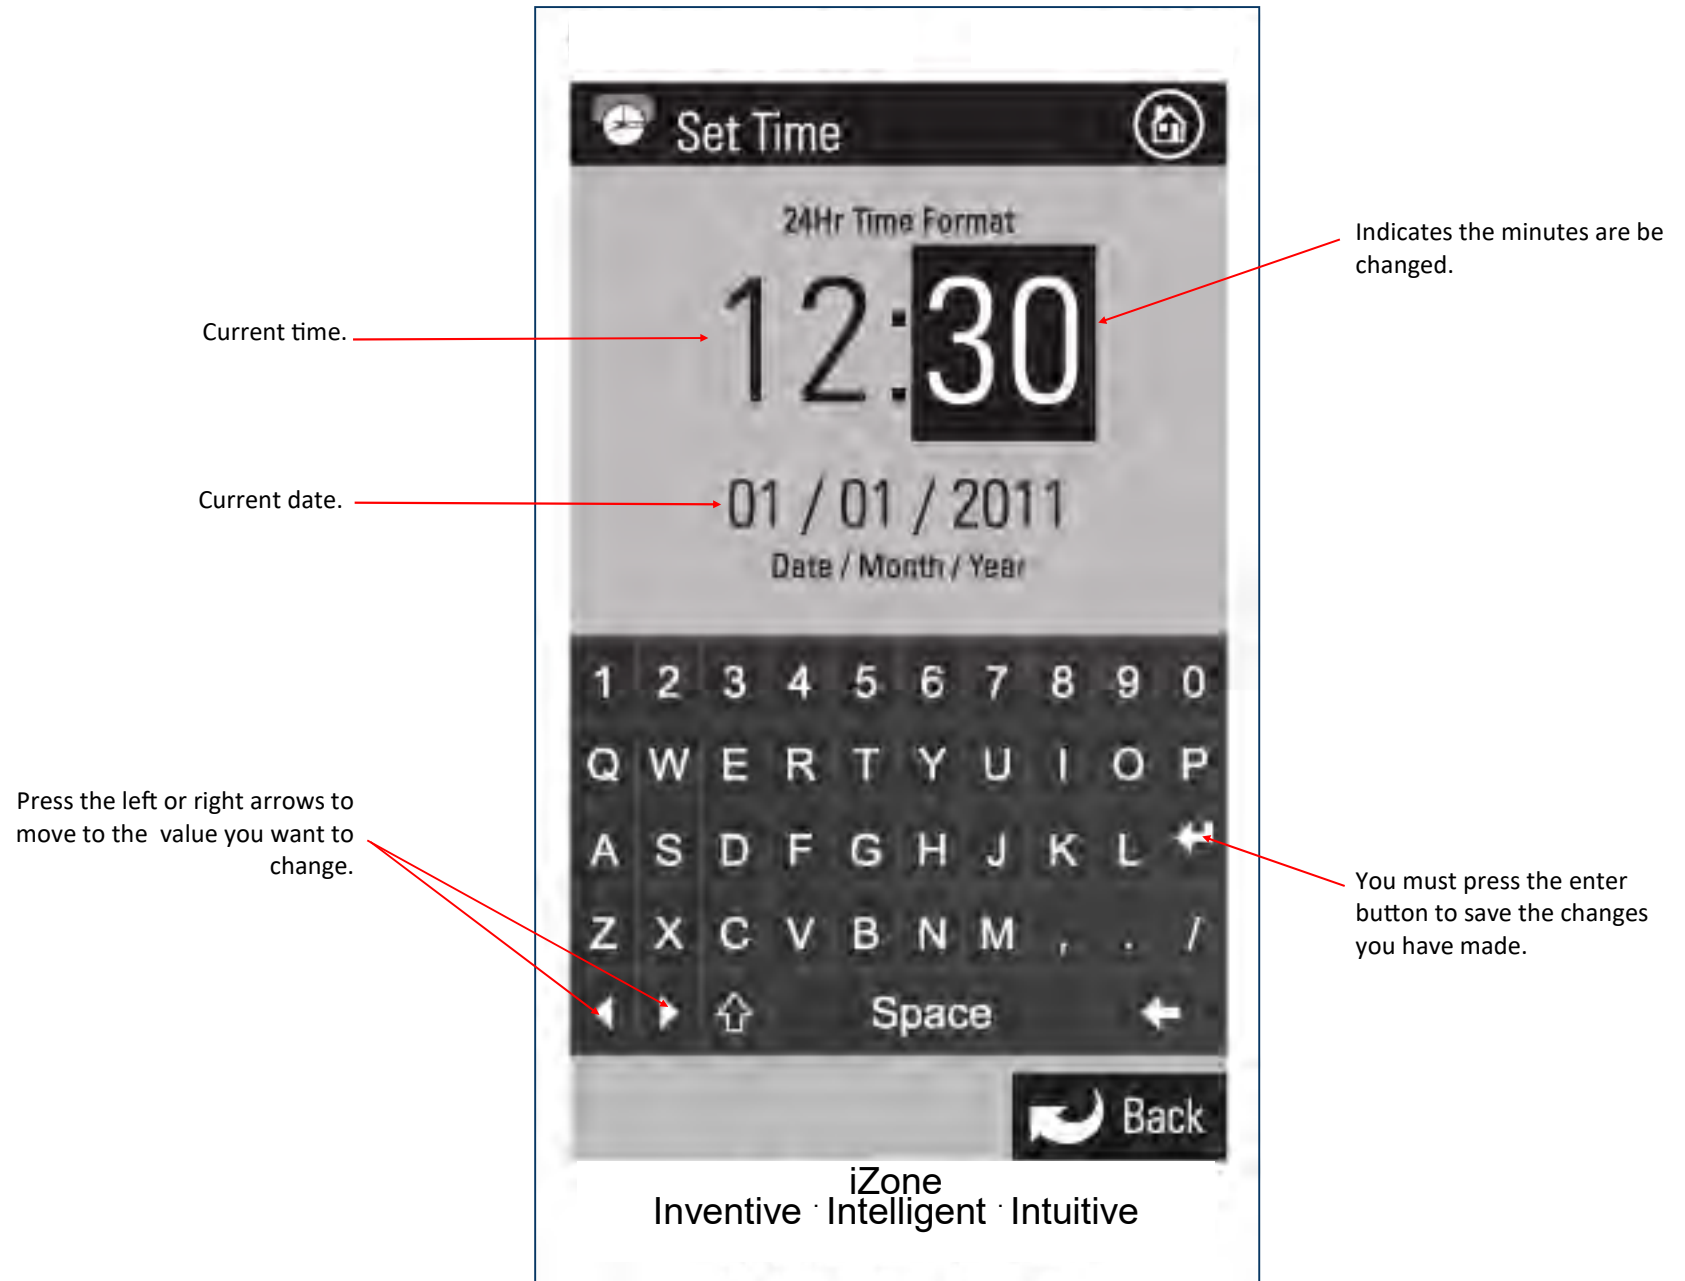 Set Time
24Hr Time Format
12:30
Indicates the minutes are be
changed.
Current time.
Current date.
01 / 01 / 2011
Date / Month / Year
1 2 3 4 5 6 7 8 9 0
Q W E R T Y U I O P
Press the left or right arrows to
move to the value you want to
change.
A S D F G H J K L
You must press the enter
button to save the changes
you have made.
Z X C V B N M , . /
Space
Back
iZone
Inventive · Intelligent · Intuitive